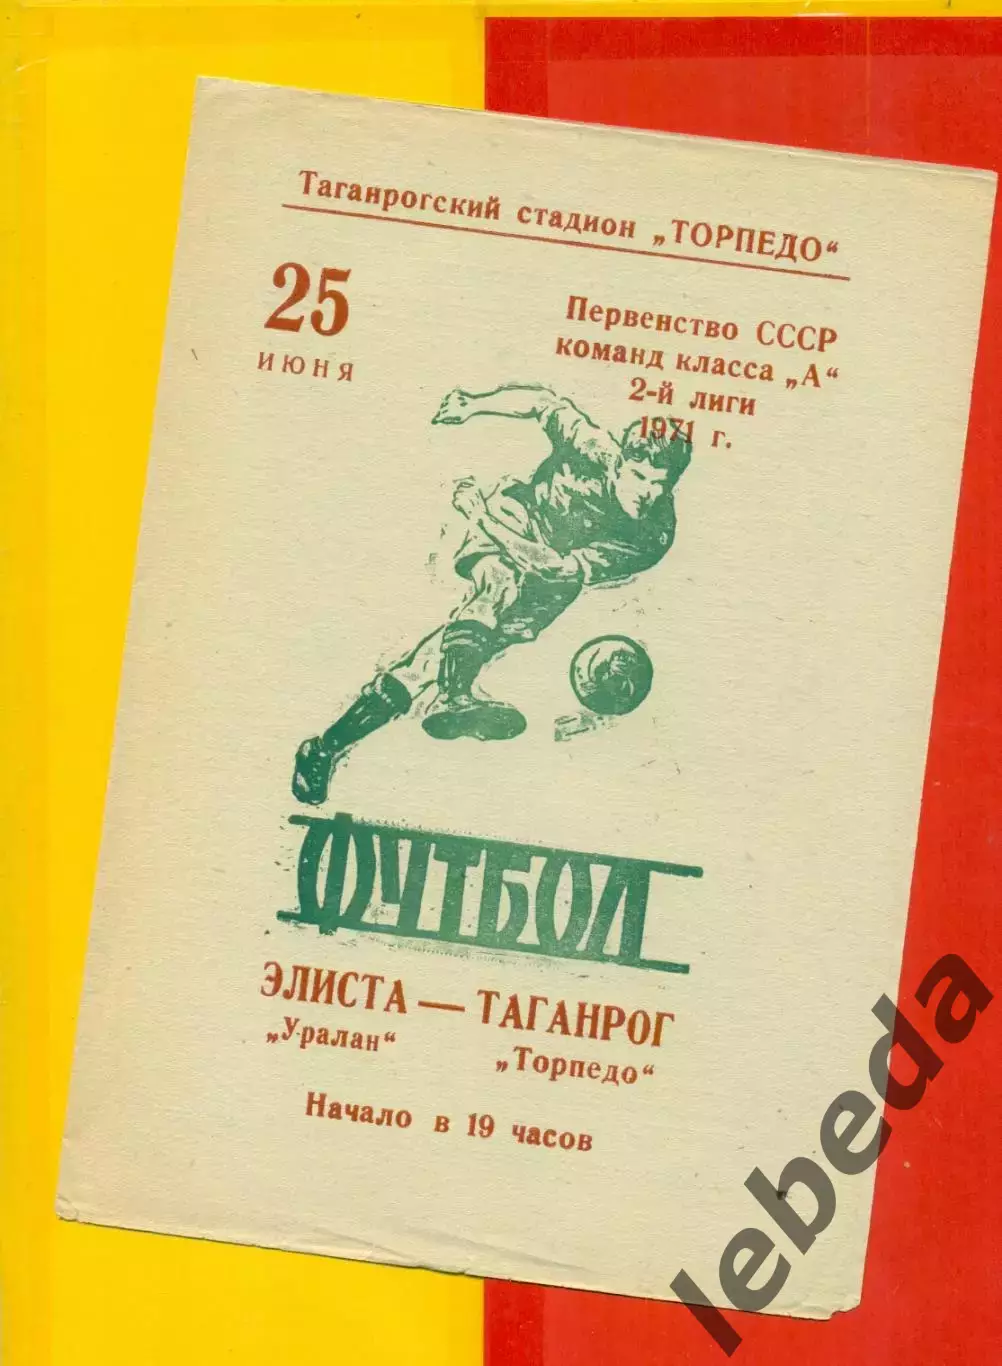 Таганрогский стадион „ТОРПЕДО“
25
ИЮНЯ
Первенство СССР
команд класса „А“
2-й лиги
1971 г.
ФУТБОЛ
ЭЛИСТА — ТАГАНРОГ
„Уралан“ „Торпедо“
Начало в 19 часов
lebeda